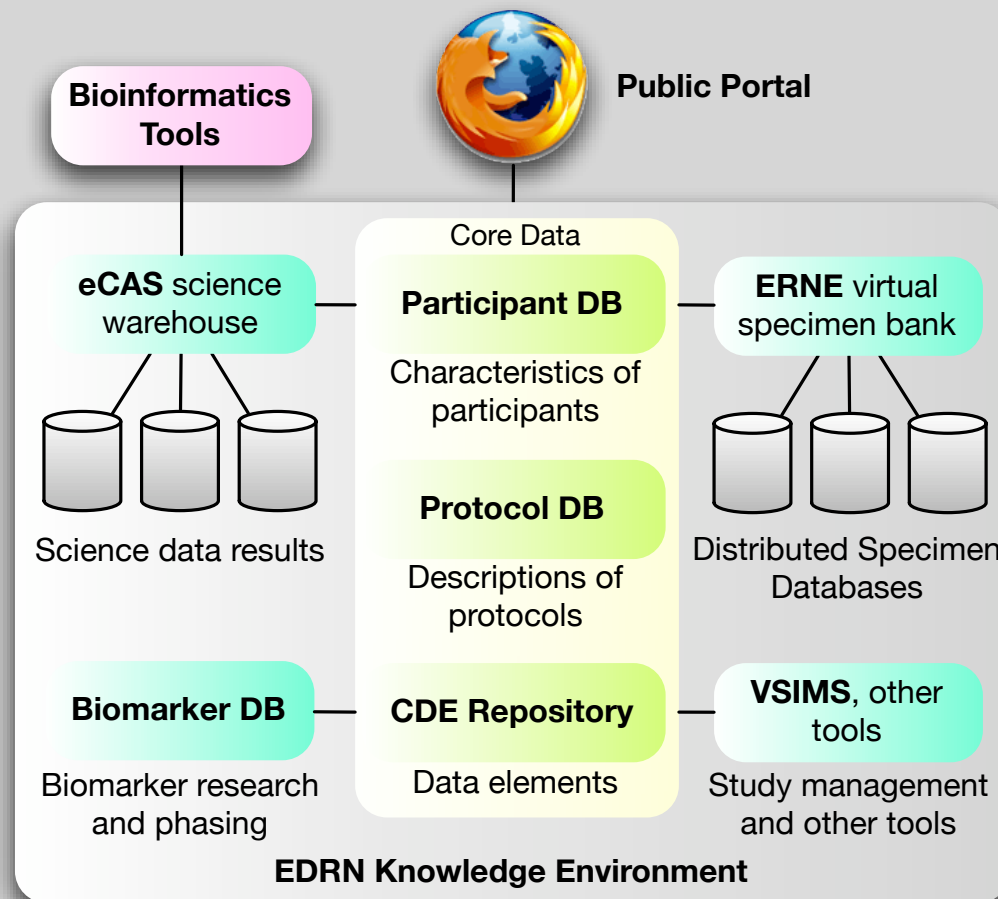 Bioinformatics
Tools
Public Portal
Core Data
eCAS science
warehouse
Participant DB
ERNE virtual
specimen bank
Characteristics of
participants
Protocol DB
Science data results
Distributed Specimen
Databases
Descriptions of
protocols
Biomarker DB
CDE Repository
VSIMS, other
tools
Biomarker research
and phasing
Data elements
Study management
and other tools
EDRN Knowledge Environment